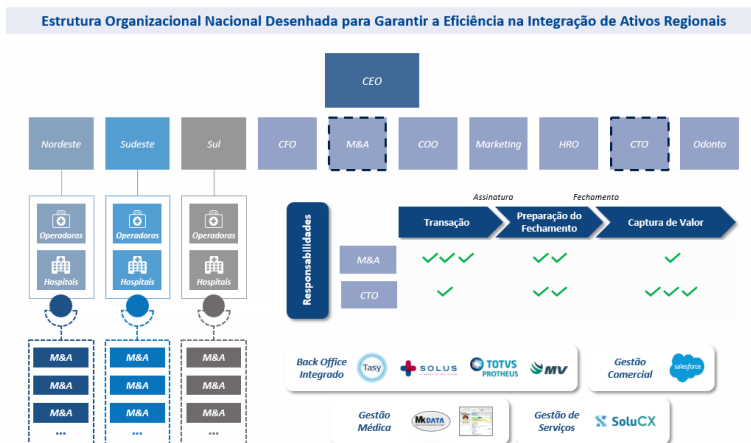 Estrutura Organizacional Nacional Desenhada para Garantir a Eficiência na Integração de Ativos Regionais
CEO
Nordeste
Sudeste
Sul
CFO
M&A
COO
Marketing
HRO
CTO
Odonto
Operadoras
Operadoras
Operadoras
Hospitais
Hospitais
Hospitais
M&A
M&A
M&A
M&A
M&A
M&A
M&A
M&A
M&A
...
...
...
Responsabilidades
Assinatura
Fechamento
Transação
Preparação do
Fechamento
Captura de Valor
M&A
CTO
Back Office
Integrado
Tasy
SOLUS
TOTVS
PROTHEUS
MV
Gestão
Comercial
salesforce
Gestão
Médica
MKDATA
Gestão de
Serviços
SoluCX